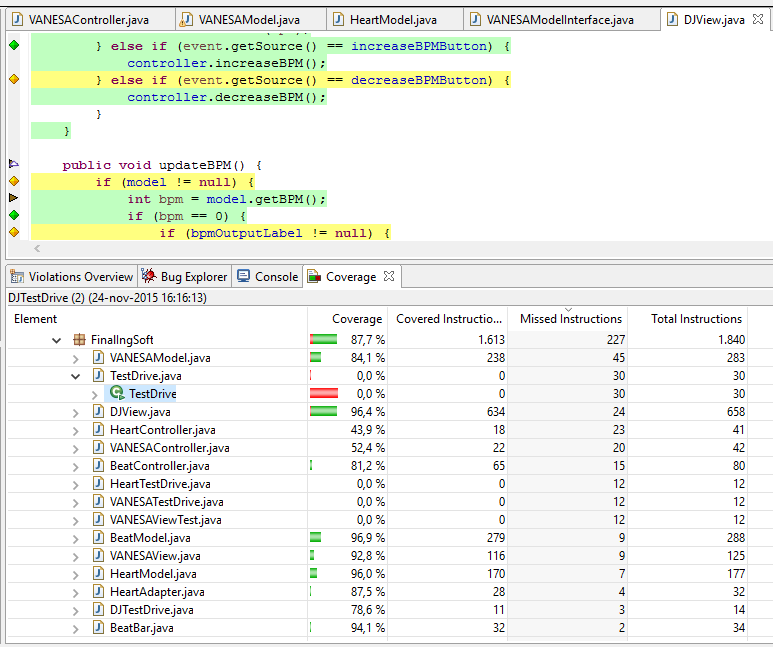 VANESAController.java VANESAModel.java HeartModel.java VANESAModelInterface.java DJView.java
} else if (event.getSource() == increaseBPMButton) {
controller.increaseBPM();
} else if (event.getSource() == decreaseBPMButton) {
controller.decreaseBPM();
}
}
public void updateBPM() {
if (model != null) {
int bpm = model.getBPM();
if (bpm == 0) {
if (bpmOutputLabel != null) {
Violations Overview Bug Explorer Console Coverage
DJTestDrive (2) (24-nov-2015 16:16:13)
Element Coverage Covered Instructio... Missed Instructions Total Instructions
FinalIngSoft 87,7 % 1.613 227 1.840
VANESAModel.java 84,1 % 238 45 283
TestDrive.java 0,0 % 0 30 30
TestDrive 0,0 % 0 30 30
DJView.java 96,4 % 634 24 658
HeartController.java 43,9 % 18 23 41
VANESAController.java 52,4 % 22 20 42
BeatController.java 81,2 % 65 15 80
HeartTestDrive.java 0,0 % 0 12 12
VANESATestDrive.java 0,0 % 0 12 12
VANESAViewTest.java 0,0 % 0 12 12
BeatModel.java 96,9 % 279 9 288
VANESAView.java 92,8 % 116 9 125
HeartModel.java 96,0 % 170 7 177
HeartAdapter.java 87,5 % 28 4 32
DJTestDrive.java 78,6 % 11 3 14
BeatBar.java 94,1 % 32 2 34